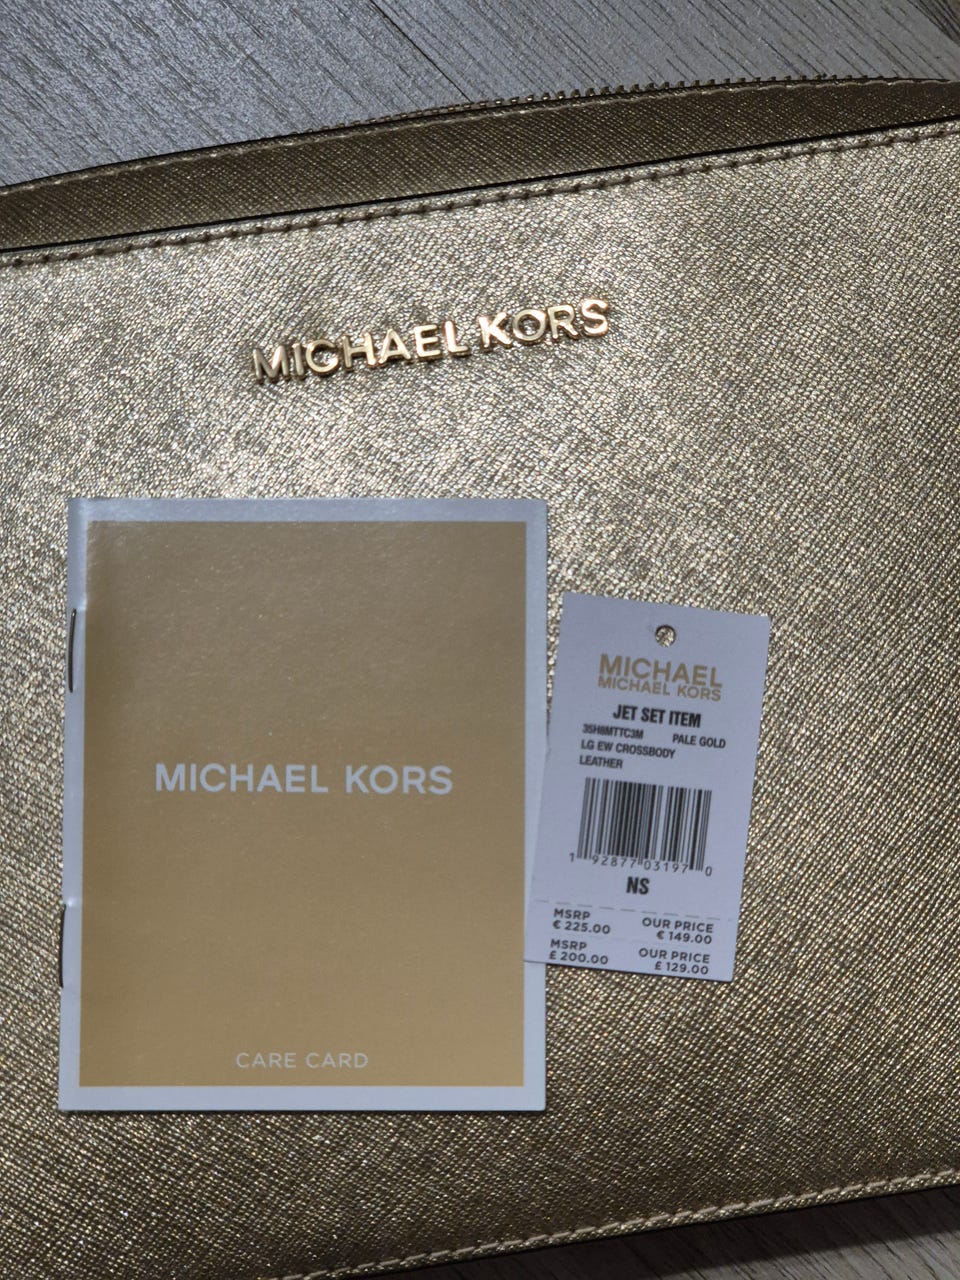 MICHAEL KORS
MICHAEL KORS
CARE CARD
MICHAEL
MICHAEL KORS
JET SET ITEM
35H8MTTC3M PALE GOLD
LG EW CROSSBODY
LEATHER
1 92877 03197 0
NS
MSRP OUR PRICE
€ 225.00 € 149.00
MSRP OUR PRICE
£ 200.00 £ 129.00